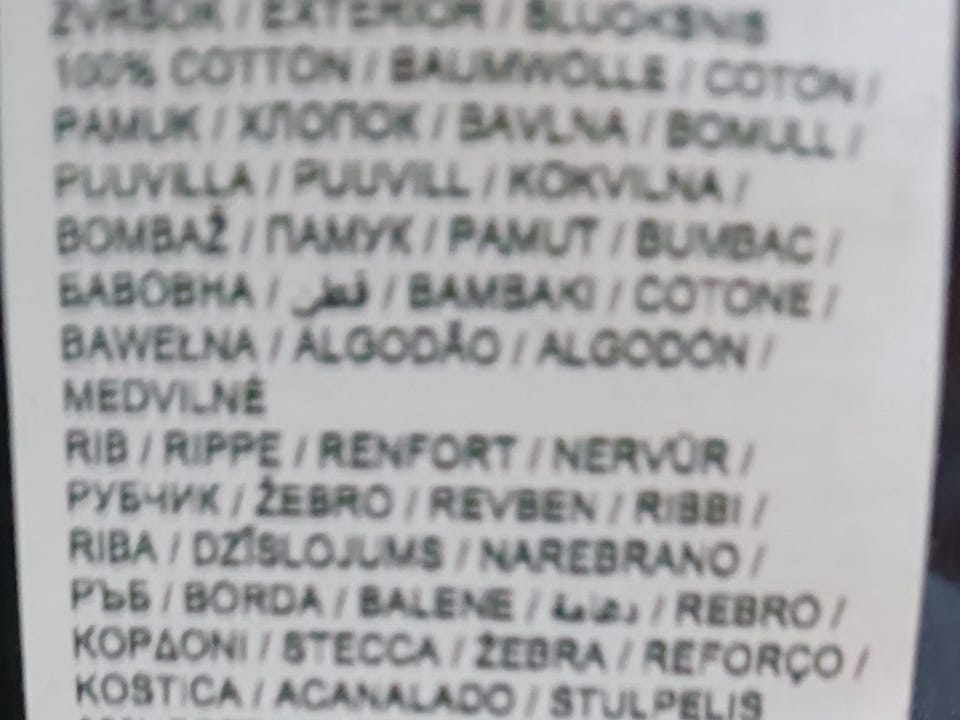 ZVRŠOK / EXTERIOR / SLUOKSNIS
100% COTTON / BAUMWOLLE / COTON /
PAMUK / ХЛОПОК / BAVLNA / BOMULL /
PUUVILLA / PUUVILL / KOKVILNA /
BOMBAŽ / ПАМУК / PAMUT / BUMBAC /
БАВОВНА / قطن / BAMBAKI / COTONE /
BAWEŁNA / ALGODÃO / ALGODÓN /
MEDVILNĖ
RIB / RIPPE / RENFORT / NERVÜR /
РУБЧИК / ŽEBRO / REVBEN / RIBBI /
RIBA / DZĪSLOJUMS / NAREBRANO /
РЪБ / BORDA / BALENE / دعامة / REBRO /
ΚΟΡΔΟΝΙ / STECCA / ŽEBRA / REFORÇO /
KOSTICA / ACANALADO / STULPELIS